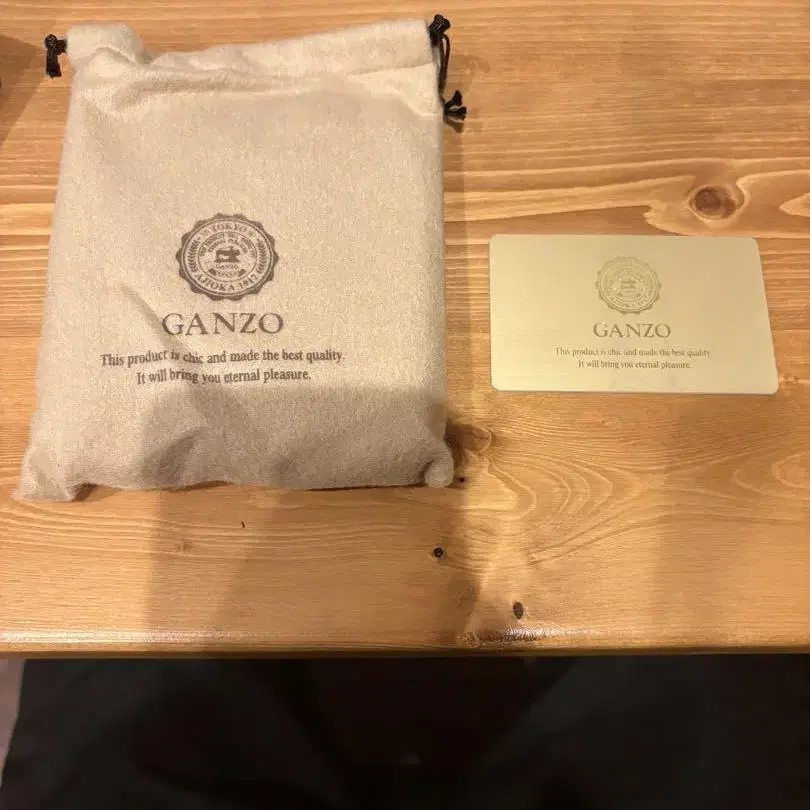 TOKYO
GANZO
AJIOKA 1917
GANZO
This product is chic and made the best quality.
It will bring you eternal pleasure.
GANZO
This product is chic and made the best quality
It will bring you eternal pleasure.